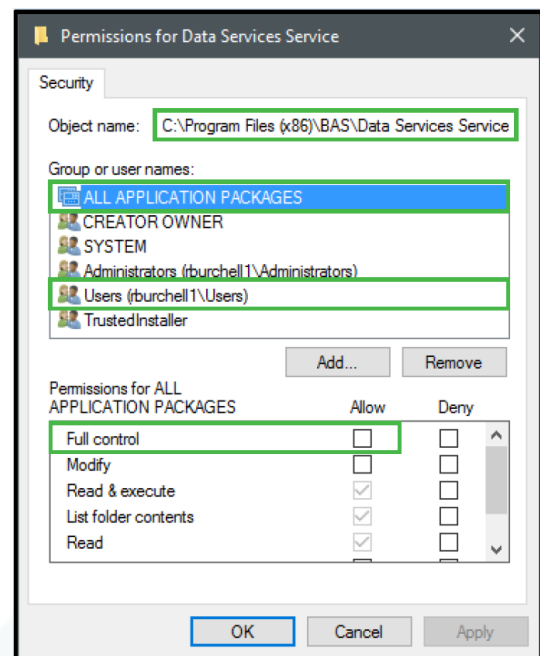 Permissions for Data Services Service
Security
Object name: C:\Program Files (x86)\BAS\Data Services Service
Group or user names:
ALL APPLICATION PACKAGES
CREATOR OWNER
SYSTEM
Administrators (rburchell1\Administrators)
Users (rburchell1\Users)
TrustedInstaller
Add... Remove
Permissions for ALL
APPLICATION PACKAGES Allow Deny
Full control
Modify
Read & execute
List folder contents
Read
OK Cancel Apply